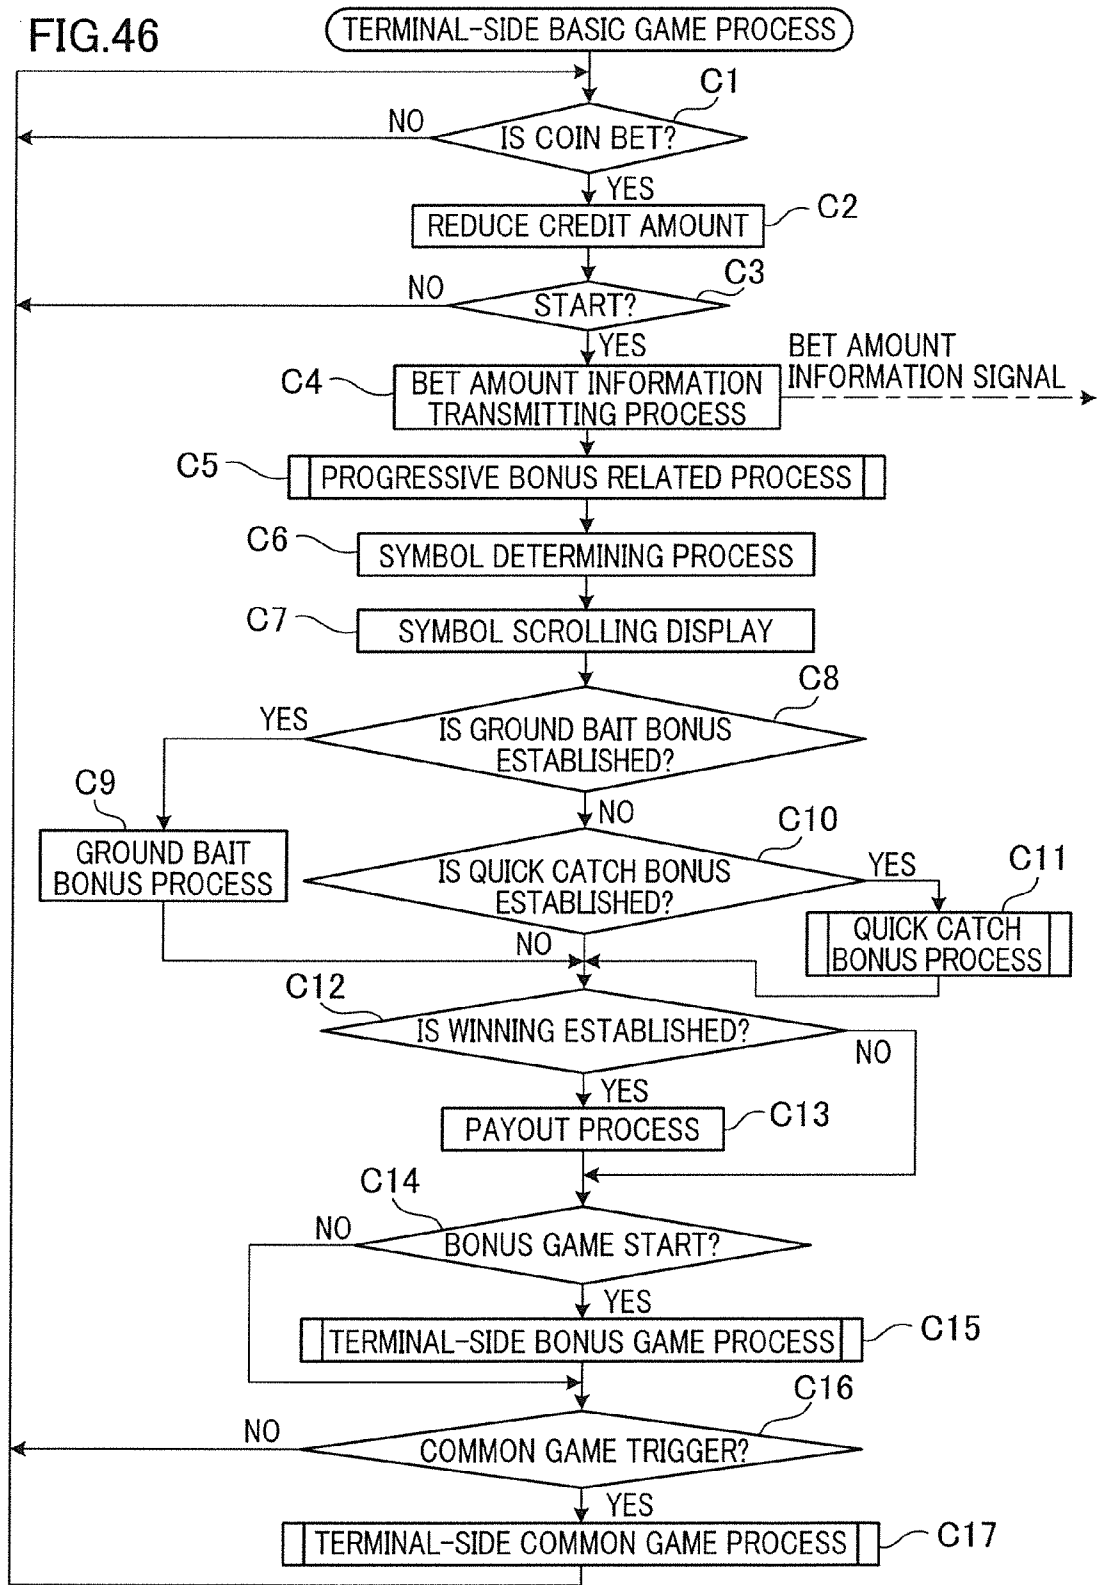 FIG.46
TERMINAL-SIDE BASIC GAME PROCESS
C1
NO
IS COIN BET?
YES
C2
REDUCE CREDIT AMOUNT
C3
NO
START?
YES
BET AMOUNT
INFORMATION SIGNAL
C4
BET AMOUNT INFORMATION
TRANSMITTING PROCESS
C5
PROGRESSIVE BONUS RELATED PROCESS
C6
SYMBOL DETERMINING PROCESS
C7
SYMBOL SCROLLING DISPLAY
C8
YES
IS GROUND BAIT BONUS
ESTABLISHED?
C9
NO
GROUND BAIT
BONUS PROCESS
C10
IS QUICK CATCH BONUS
ESTABLISHED?
YES
C11
QUICK CATCH
BONUS PROCESS
NO
C12
IS WINNING ESTABLISHED?
NO
YES
C13
PAYOUT PROCESS
C14
NO
BONUS GAME START?
YES
C15
TERMINAL-SIDE BONUS GAME PROCESS
C16
NO
COMMON GAME TRIGGER?
YES
C17
TERMINAL-SIDE COMMON GAME PROCESS